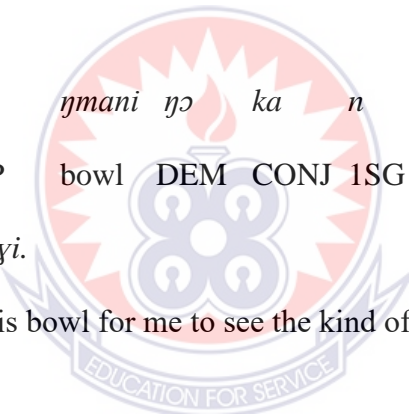 ŋmani ŋɔ ka n
bowl DEM CONJ 1SG
ɣi.
is bowl for me to see the kind of
EDUCATION FOR SERVICE